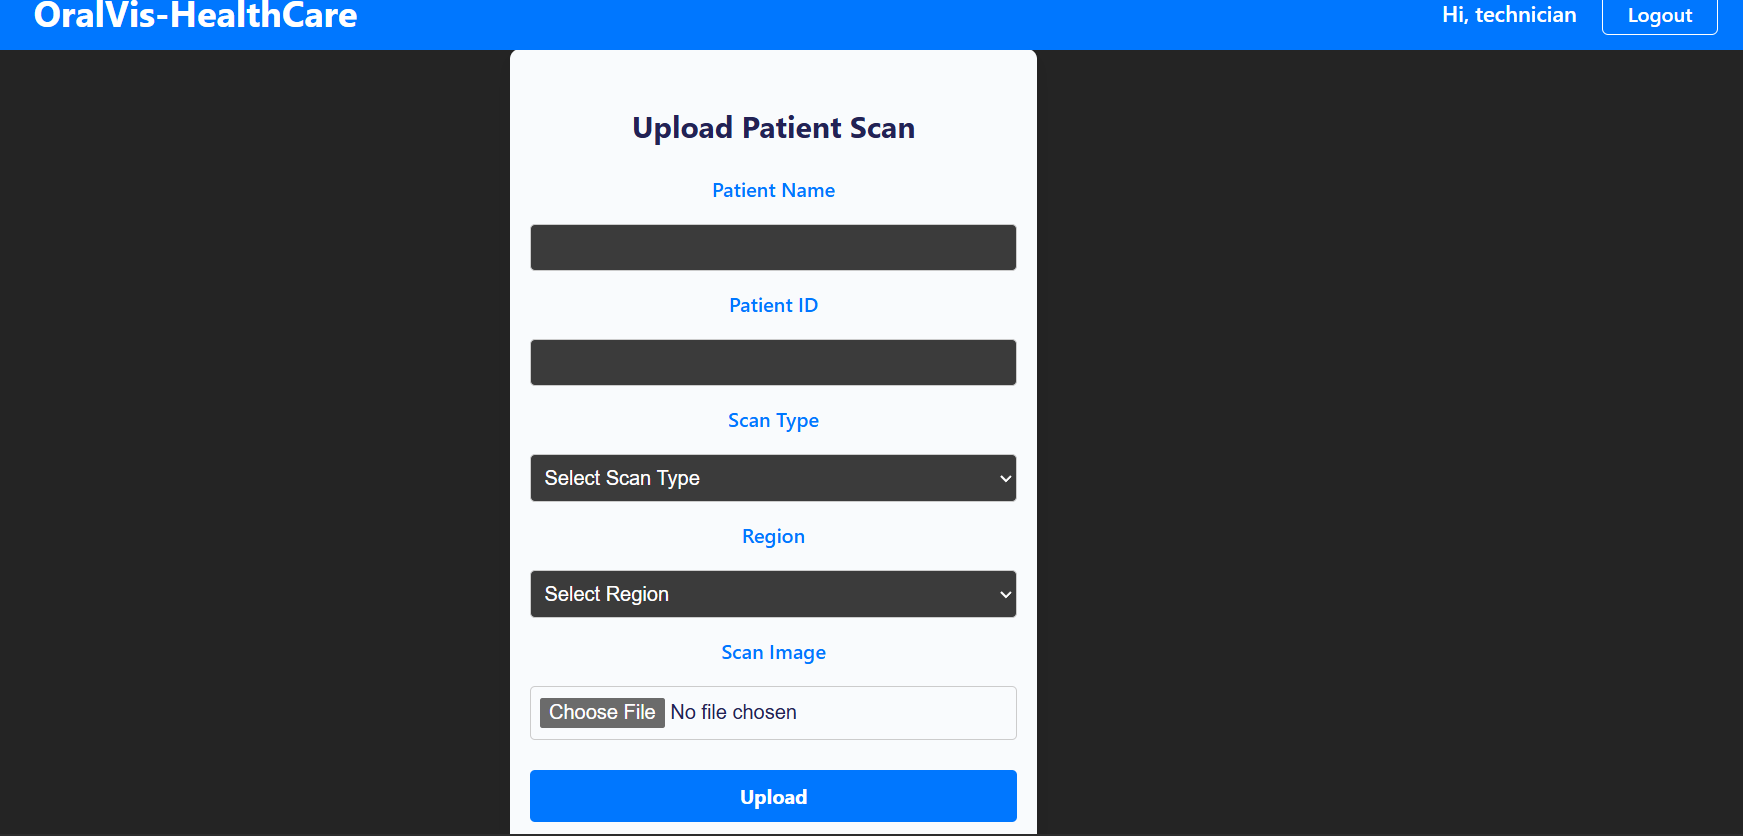 OralVis-HealthCare
Hi, technician
Logout
Upload Patient Scan
Patient Name
Patient ID
Scan Type
Select Scan Type
Region
Select Region
Scan Image
Choose File No file chosen
Upload